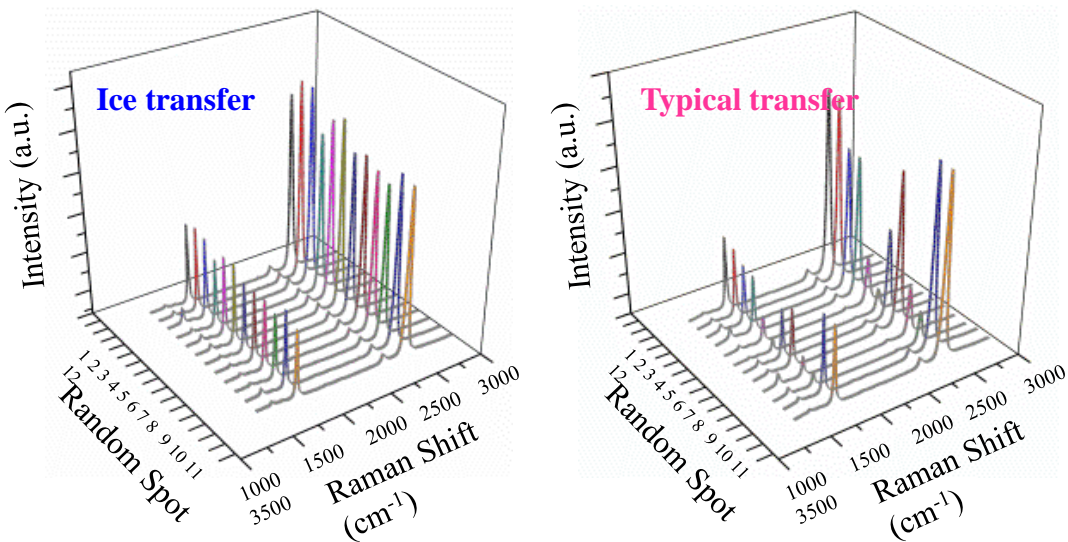 Ice transfer
Intensity (a.u.)
1 2 3 4 5 6 7 8 9 10 11
12
Random Spot
1000 1500 2000 2500 3000
3500
Raman Shift
(cm-1)
Typical transfer
Intensity (a.u.)
1 2 3 4 5 6 7 8 9 10 11
12
Random Spot
1000 1500 2000 2500 3000
3500
Raman Shift
(cm-1)